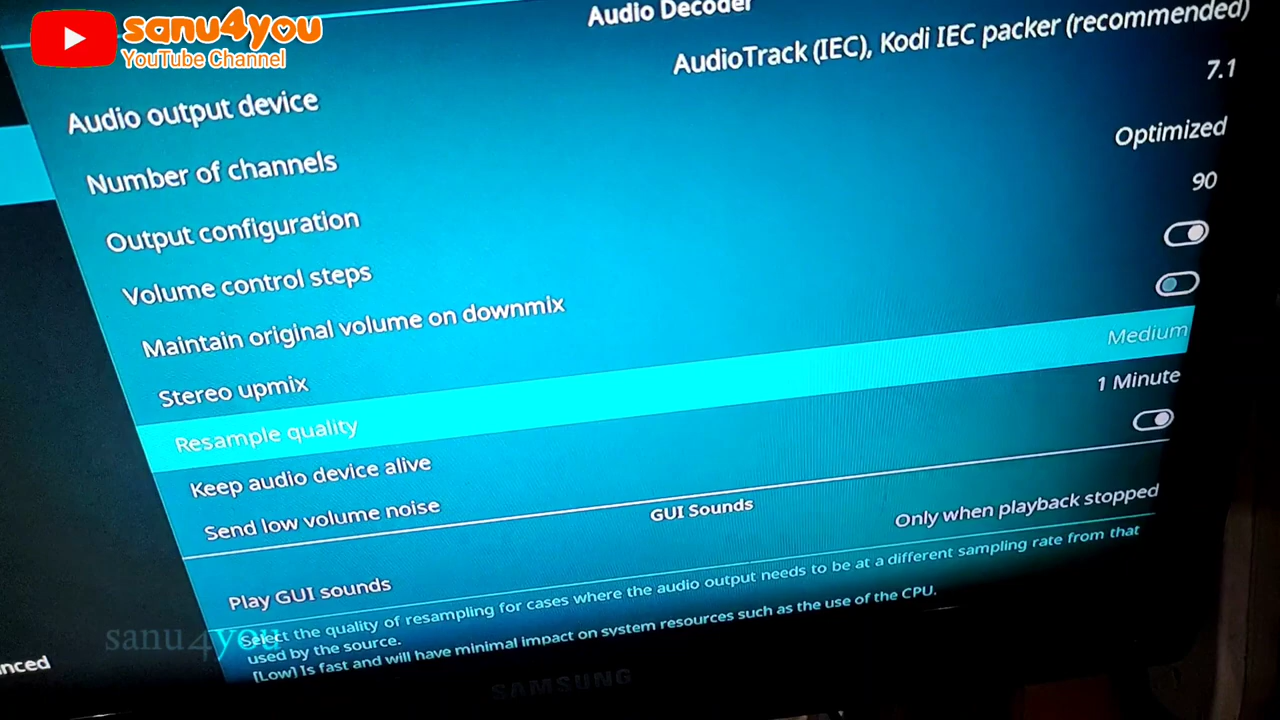 sanu4you
YouTube Channel
Audio Decoder
Audio output device AudioTrack (IEC), Kodi IEC packer (recommended)
Number of channels 7.1
Output configuration Optimized
Volume control steps 90
Maintain original volume on downmix
Stereo upmix
Resample quality Medium
Keep audio device alive 1 Minute
Send low volume noise
GUI Sounds
Play GUI sounds Only when playback stopped
Select the quality of resampling for cases where the audio output needs to be at a different sampling rate from that
used by the source.
[Low] Is fast and will have minimal impact on system resources such as the use of the CPU.
sanu4you
nced
SAMSUNG